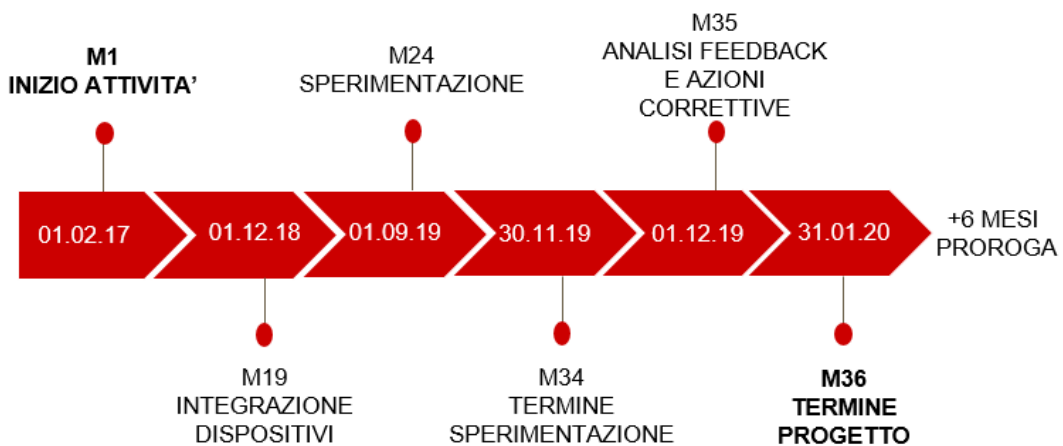 M1
INIZIO ATTIVITA’
M24
SPERIMENTAZIONE
M35
ANALISI FEEDBACK
E AZIONI
CORRETTIVE
01.02.17
01.12.18
01.09.19
30.11.19
01.12.19
31.01.20
+6 MESI
PROROGA
M19
INTEGRAZIONE
DISPOSITIVI
M34
TERMINE
SPERIMENTAZIONE
M36
TERMINE
PROGETTO